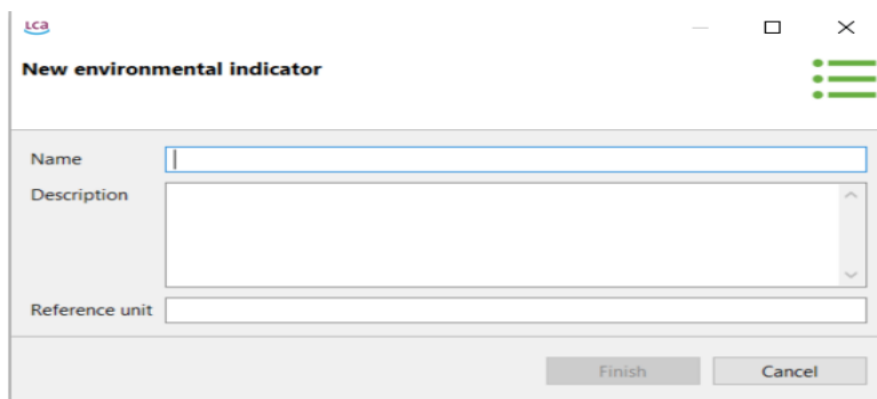 LCA
New environmental indicator
Name
Description
Reference unit
Finish Cancel